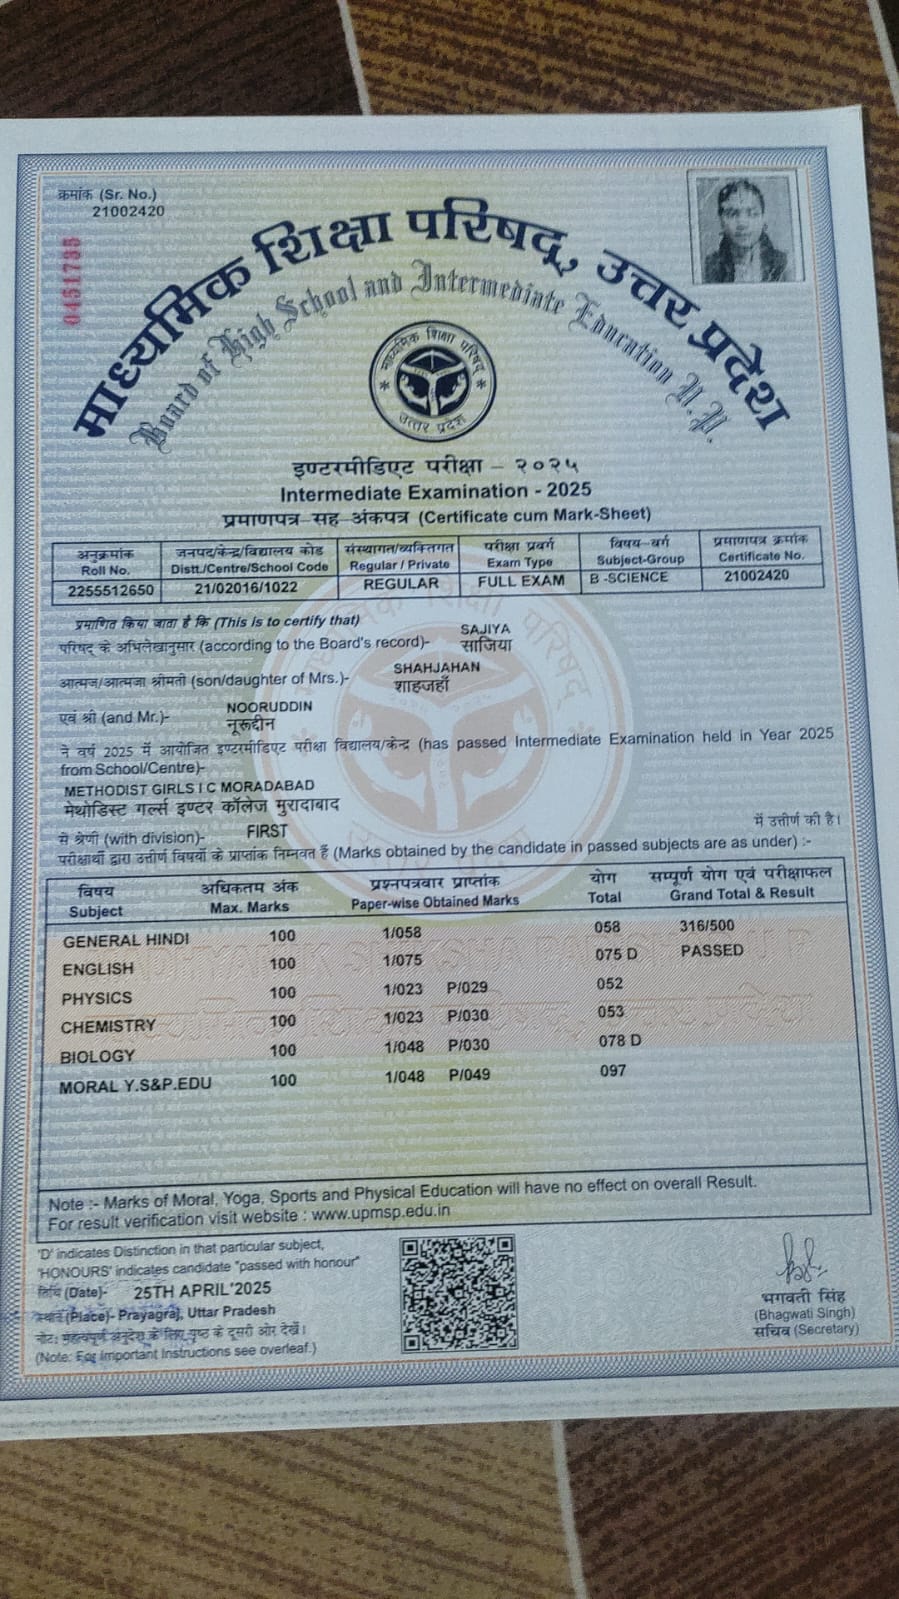 क्रमांक (Sr. No.)
21002420
0451735
माध्यमिक शिक्षा परिषद्, उत्तर प्रदेश
Board of High School and Intermediate Education U.P.
माध्यमिक शिक्षा परिषद्
उत्तर प्रदेश
इण्टरमीडिएट परीक्षा – २०२५
Intermediate Examination - 2025
प्रमाणपत्र सह अंकपत्र (Certificate cum Mark-Sheet)
अनुक्रमांक जनपद/केन्द्र/विद्यालय कोड संस्थागत/व्यक्तिगत परीक्षा प्रवर्ग विषय-वर्ग प्रमाणपत्र क्रमांक
Roll No. Distt./Centre/School Code Regular / Private Exam Type Subject-Group Certificate No.
2255512650 21/02016/1022 REGULAR FULL EXAM B -SCIENCE 21002420
प्रमाणित किया जाता है कि (This is to certify that)
SAJIYA
परिषद के अभिलेखानुसार (according to the Board's record)- साजिया
SHAHJAHAN
आत्मज/आत्मजा श्रीमती (son/daughter of Mrs.)- शाहजहाँ
NOORUDDIN
एवं श्री (and Mr.)- नूरूद्दीन
ने वर्ष 2025 में आयोजित इण्टरमीडिएट परीक्षा विद्यालय/केन्द्र (has passed Intermediate Examination held in Year 2025
from School/Centre)-
METHODIST GIRLS I C MORADABAD
मेथोडिस्ट गर्ल्स इण्टर कॉलेज मुरादाबाद
से श्रेणी (with division)- FIRST में उत्तीर्ण की है।
परीक्षार्थी द्वारा उत्तीर्ण विषयों के प्राप्तांक निम्नवत हैं (Marks obtained by the candidate in passed subjects are as under) :-
विषय अधिकतम अंक प्रश्नपत्रवार प्राप्तांक योग सम्पूर्ण योग एवं परीक्षाफल
Subject Max. Marks Paper-wise Obtained Marks Total Grand Total & Result
GENERAL HINDI 100 1/058 058 316/500
ENGLISH 100 1/075 075 D PASSED
PHYSICS 100 1/023 P/029 052
CHEMISTRY 100 1/023 P/030 053
BIOLOGY 100 1/048 P/030 078 D
MORAL Y.S&P.EDU 100 1/048 P/049 097
Note :- Marks of Moral, Yoga, Sports and Physical Education will have no effect on overall Result.
For result verification visit website : www.upmsp.edu.in
'D' indicates Distinction in that particular subject,
'HONOURS' indicates candidate "passed with honour"
तिथि (Date)- 25TH APRIL'2025
स्थान (Place)- Prayagraj, Uttar Pradesh
नोट: महत्वपूर्ण अनुदेश के लिए पृष्ठ के दूसरी ओर देखें।
(Note: For Important Instructions see overleaf.)
भगवती सिंह
(Bhagwati Singh)
सचिव (Secretary)